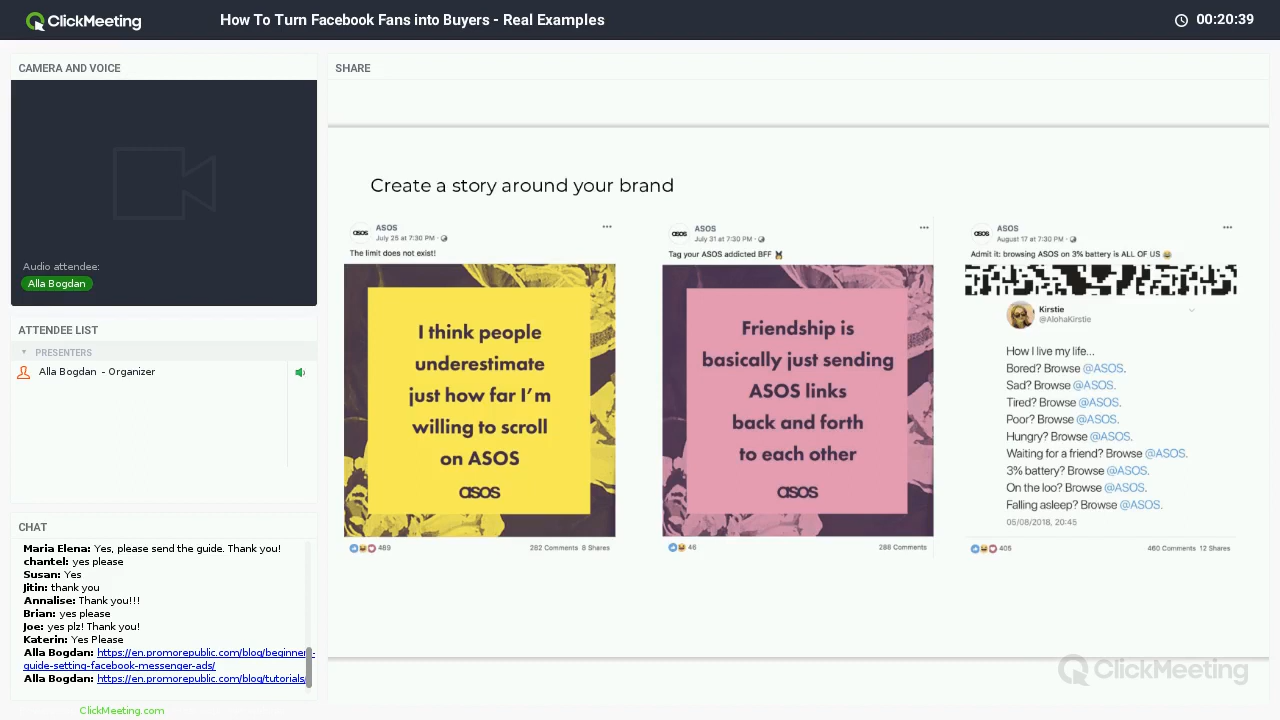 ClickMeeting
How To Turn Facebook Fans into Buyers - Real Examples
00:20:39
CAMERA AND VOICE
Audio attendee:
Alla Bogdan
ATTENDEE LIST
PRESENTERS
Alla Bogdan - Organizer
CHAT
Maria Elena: Yes, please send the guide. Thank you!
chantel: yes please
Susan: Yes
Jitin: thank you
Annalise: Thank you!!!
Brian: yes please
Joe: yes plz! Thank you!
Katerin: Yes Please
Alla Bogdan: https://en.promorepublic.com/blog/beginner-
guide-setting-facebook-messenger-ads/
Alla Bogdan: https://en.promorepublic.com/blog/tutorials/
ClickMeeting.com
SHARE
Create a story around your brand
asos
ASOS
July 25 at 7:30 PM
The limit does not exist!
I think people
underestimate
just how far I'm
willing to scroll
on ASOS
asos
489
282 Comments 8 Shares
asos
ASOS
July 31 at 7:30 PM
Tag your ASOS addicted BFF
Friendship is
basically just sending
ASOS links
back and forth
to each other
asos
46
288 Comments
asos
ASOS
August 17 at 7:30 PM
Admit it: browsing ASOS on 3% battery is ALL OF US
Kirstie
@AlohaKirstie
How I live my life...
Bored? Browse @ASOS.
Sad? Browse @ASOS.
Tired? Browse @ASOS.
Poor? Browse @ASOS.
Hungry? Browse @ASOS.
Waiting for a friend? Browse @ASOS.
3% battery? Browse @ASOS.
On the loo? Browse @ASOS.
Falling asleep? Browse @ASOS.
05/08/2018, 20:45
405
460 Comments 12 Shares
ClickMeeting